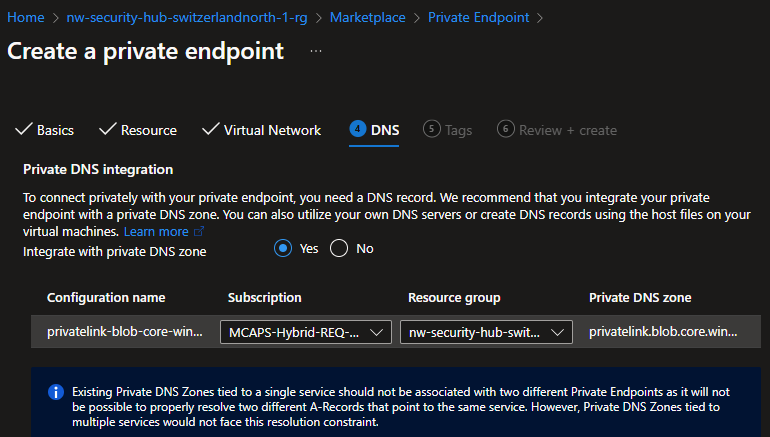 Home > nw-security-hub-switzerlandnorth-1-rg > Marketplace > Private Endpoint >
Create a private endpoint ...
Basics Resource Virtual Network 4 DNS 5 Tags 6 Review + create
Private DNS integration
To connect privately with your private endpoint, you need a DNS record. We recommend that you integrate your private
endpoint with a private DNS zone. You can also utilize your own DNS servers or create DNS records using the host files on your
virtual machines. Learn more
Integrate with private DNS zone Yes No
Configuration name Subscription Resource group Private DNS zone
privatelink-blob-core-win... MCAPS-Hybrid-REQ-... nw-security-hub-swit... privatelink.blob.core.win...
Existing Private DNS Zones tied to a single service should not be associated with two different Private Endpoints as it will not
be possible to properly resolve two different A-Records that point to the same service. However, Private DNS Zones tied to
multiple services would not face this resolution constraint.